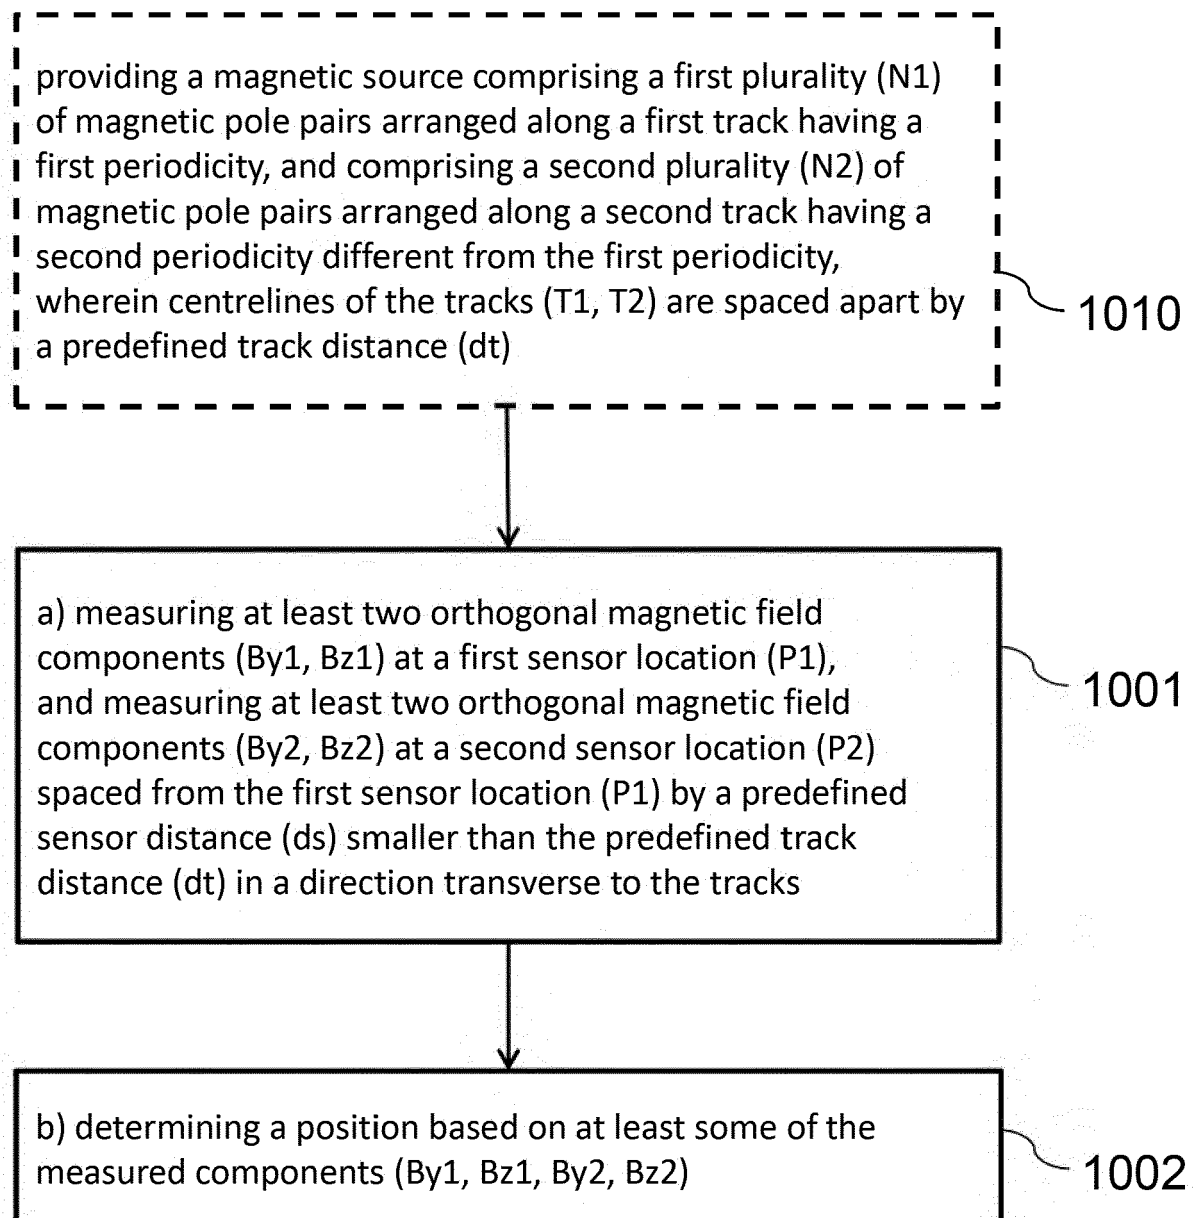 providing a magnetic source comprising a first plurality (N1)
of magnetic pole pairs arranged along a first track having a
first periodicity, and comprising a second plurality (N2) of
magnetic pole pairs arranged along a second track having a
second periodicity different from the first periodicity,
wherein centrelines of the tracks (T1, T2) are spaced apart by
a predefined track distance (dt)
1010
a) measuring at least two orthogonal magnetic field
components (By1, Bz1) at a first sensor location (P1),
and measuring at least two orthogonal magnetic field
components (By2, Bz2) at a second sensor location (P2)
spaced from the first sensor location (P1) by a predefined
sensor distance (ds) smaller than the predefined track
distance (dt) in a direction transverse to the tracks
1001
b) determining a position based on at least some of the
measured components (By1, Bz1, By2, Bz2)
1002